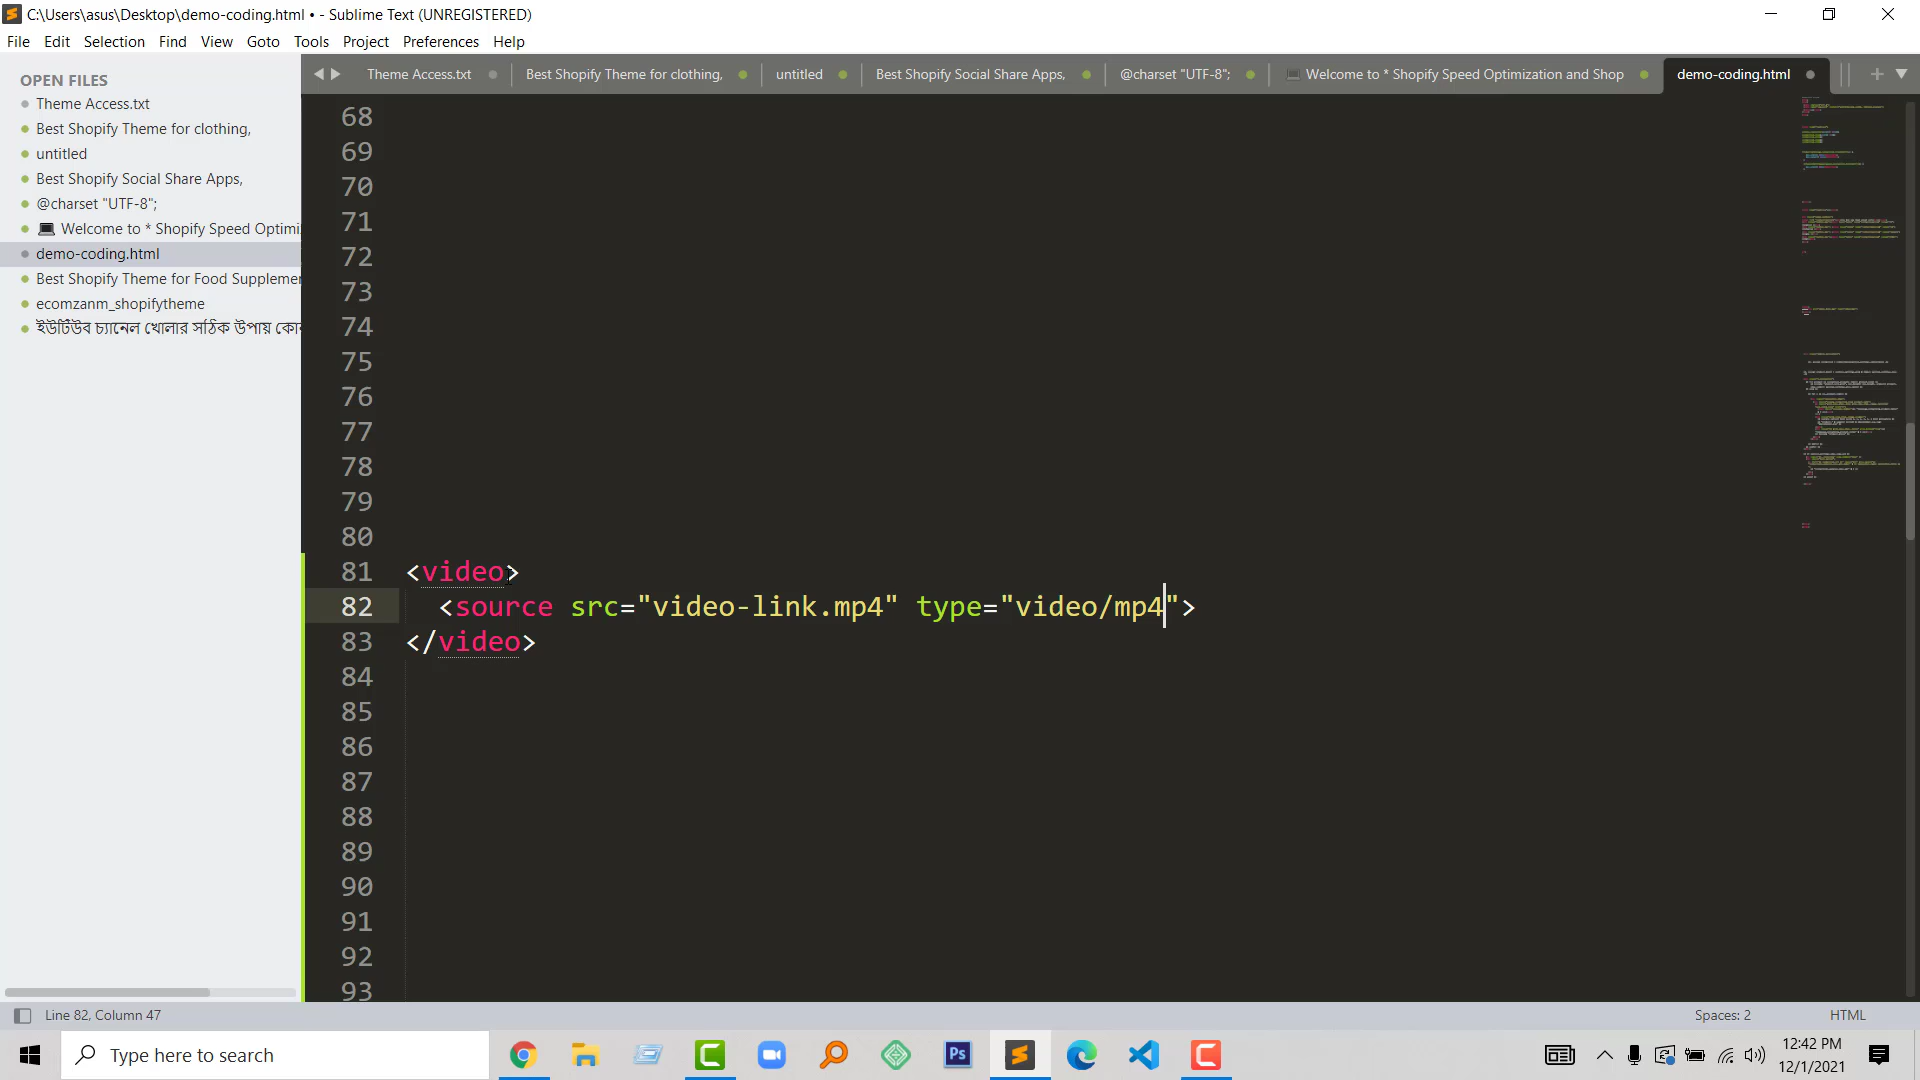 C:\Users\asus\Desktop\demo-coding.html • - Sublime Text (UNREGISTERED)
File Edit Selection Find View Goto Tools Project Preferences Help
OPEN FILES
Theme Access.txt
Best Shopify Theme for clothing,
untitled
Best Shopify Social Share Apps,
@charset "UTF-8";
💻 Welcome to * Shopify Speed Optimi
demo-coding.html
Best Shopify Theme for Food Supplemer
ecomzanm_shopifytheme
ইউটিউব চ্যানেল খোলার সঠিক উপায় কোন
Theme Access.txt Best Shopify Theme for clothing, untitled Best Shopify Social Share Apps, @charset "UTF-8"; 💻 Welcome to * Shopify Speed Optimization and Shop demo-coding.html
68
69
70
71
72
73
74
75
76
77
78
79
80
81 <video>
82 <source src="video-link.mp4" type="video/mp4">
83 </video>
84
85
86
87
88
89
90
91
92
93
Line 82, Column 47 Spaces: 2 HTML
Type here to search
Ps
12:42 PM
12/1/2021